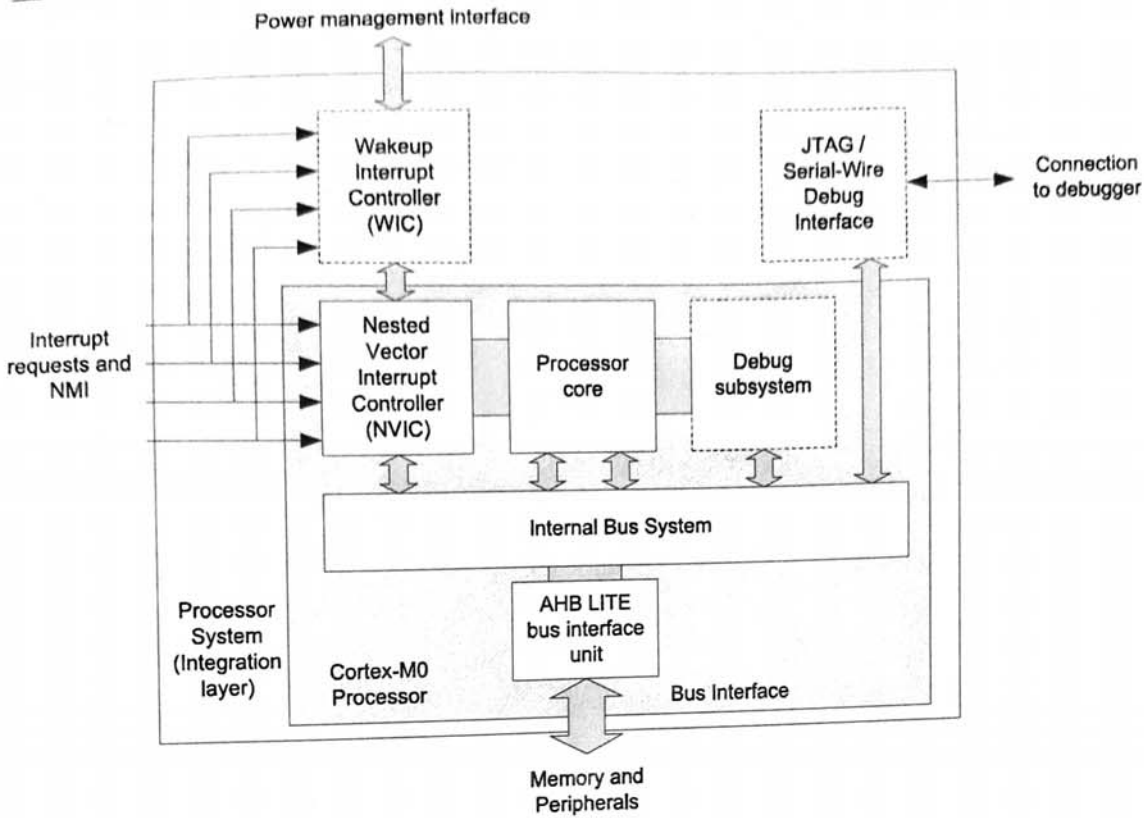 Power management Interface
Wakeup
Interrupt
Controller
(WIC)
JTAG /
Serial-Wire
Debug
Interface
Connection
to debugger
Interrupt
requests and
NMI
Nested
Vector
Interrupt
Controller
(NVIC)
Processor
core
Debug
subsystem
Internal Bus System
AHB LITE
bus interface
unit
Processor
System
(Integration
layer)
Cortex-M0
Processor
Bus Interface
Memory and
Peripherals